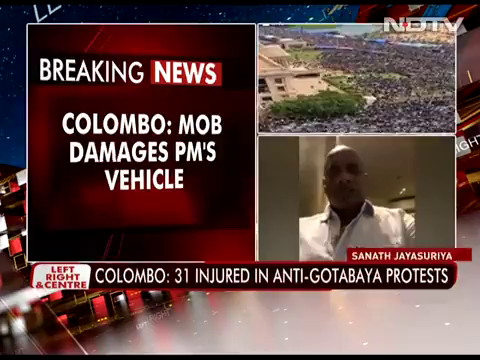 NDTV
BREAKING NEWS
COLOMBO: MOB
DAMAGES PM'S
VEHICLE
SANATH JAYASURIYA
LEFT
RIGHT
&CENTRE
COLOMBO: 31 INJURED IN ANTI-GOTABAYA PROTESTS